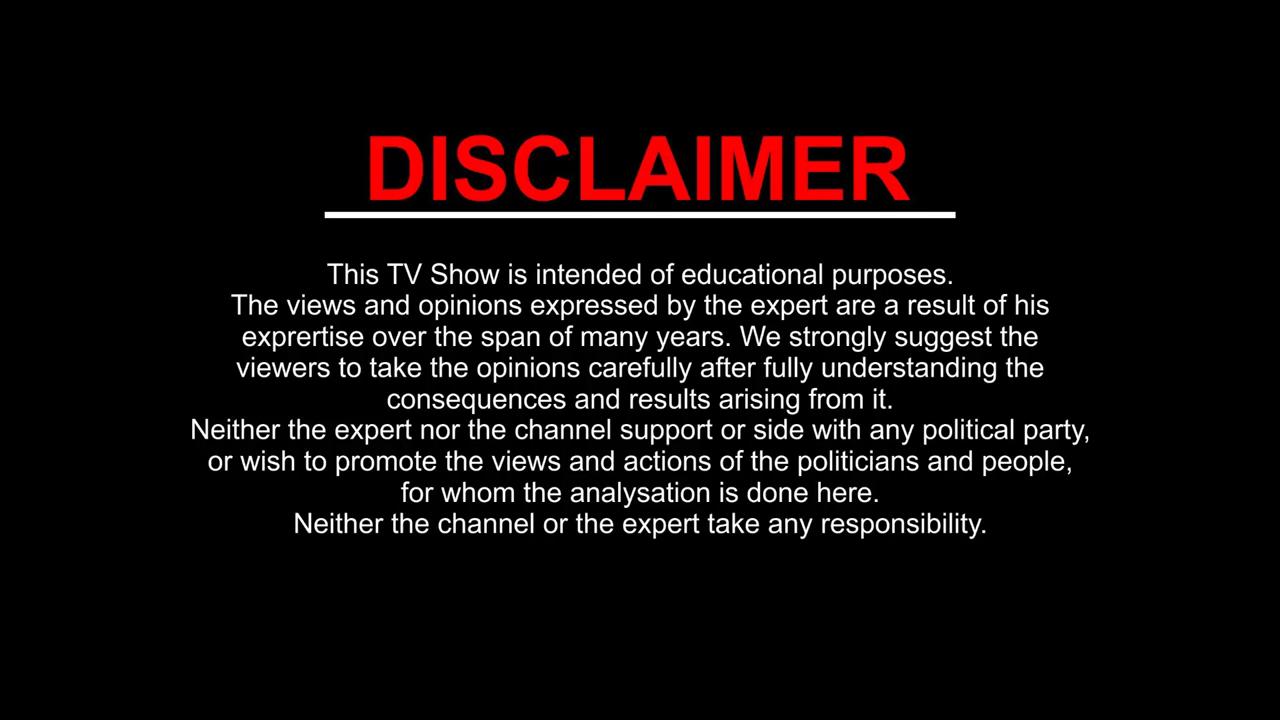 DISCLAIMER
This TV Show is intended of educational purposes.
The views and opinions expressed by the expert are a result of his
exprertise over the span of many years. We strongly suggest the
viewers to take the opinions carefully after fully understanding the
consequences and results arising from it.
Neither the expert nor the channel support or side with any political party,
or wish to promote the views and actions of the politicians and people,
for whom the analysation is done here.
Neither the channel or the expert take any responsibility.